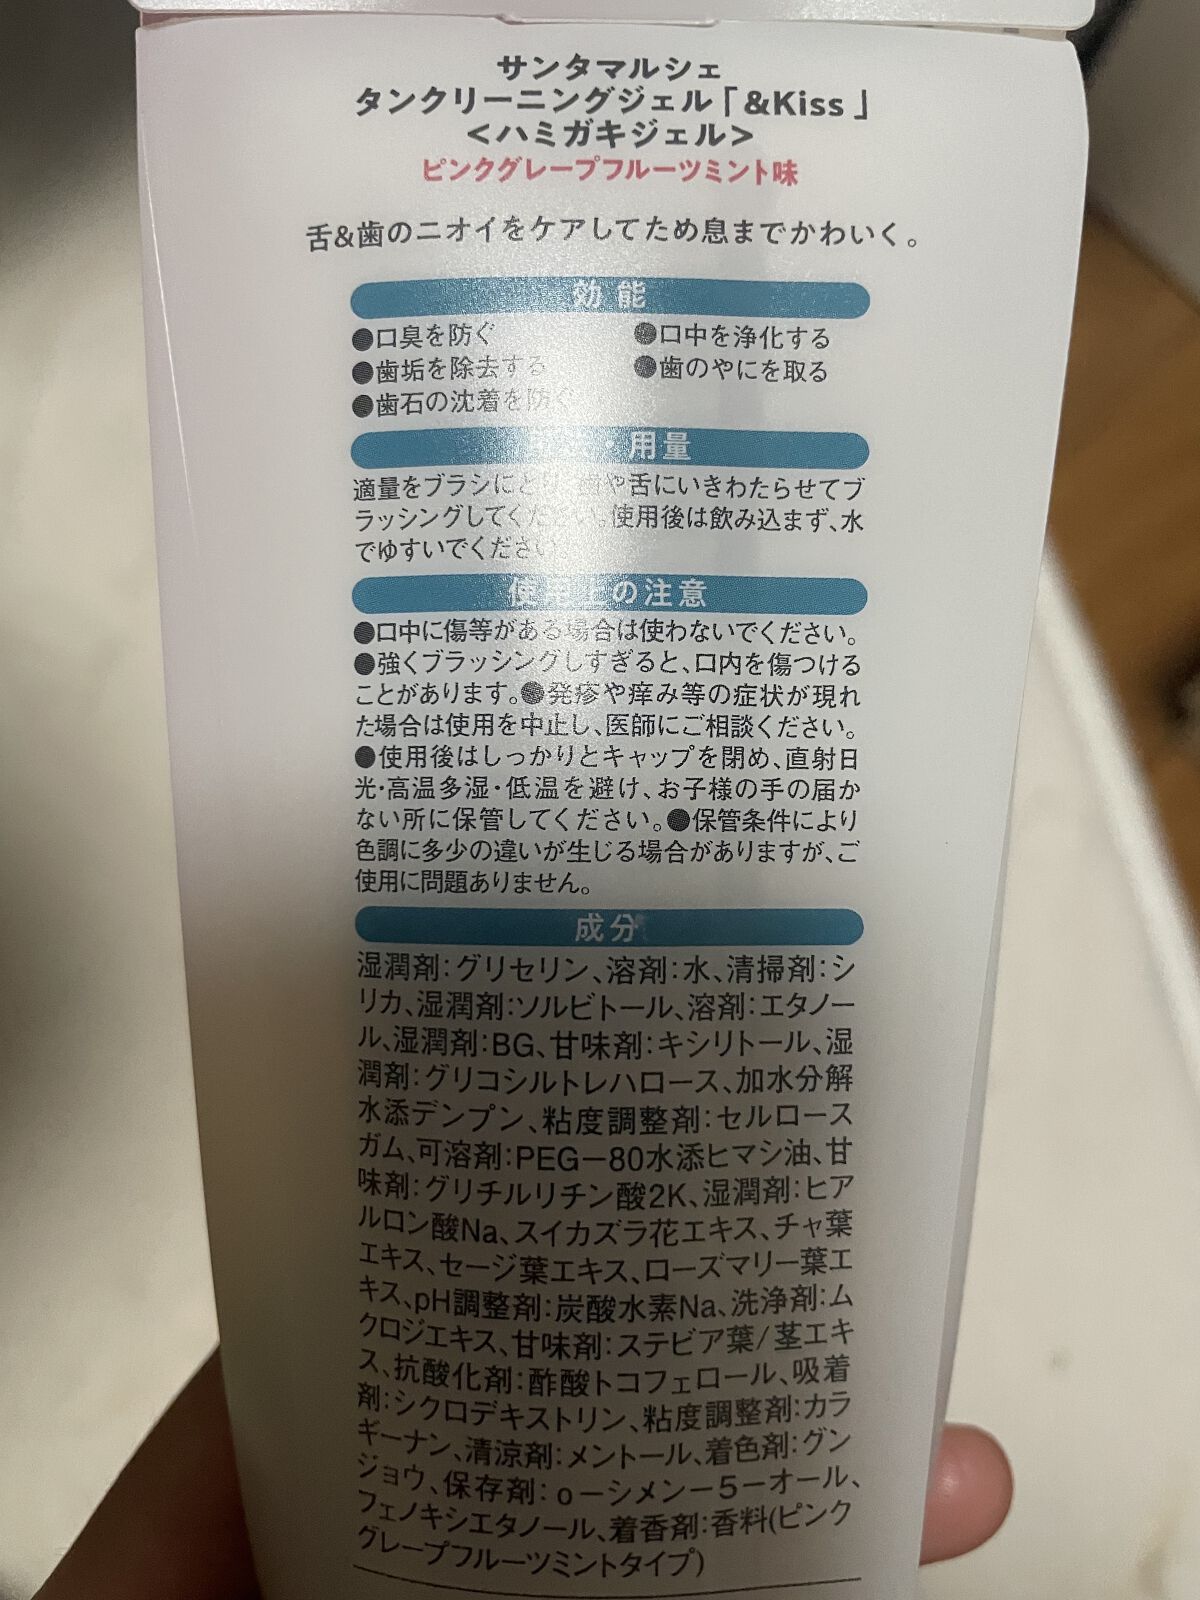 サンタマルシェ
タンクリーニングジェル「&Kiss」
<ハミガキジェル>
ピンクグレープフルーツミント味
舌&歯のニオイをケアしてため息までかわいく。
効能
●口臭を防ぐ ●口中を浄化する
●歯垢を除去する ●歯のやにを取る
●歯石の沈着を防ぐ
・用量
適量をブラシにとり、歯や舌にいきわたらせてブ
ラッシングしてください。使用後は飲み込まず、水
でゆすいでください。
使用上の注意
●口中に傷等がある場合は使わないでください。
●強くブラッシングしすぎると、口内を傷つける
ことがあります。●発疹や痒み等の症状が現れ
た場合は使用を中止し、医師にご相談ください。
●使用後はしっかりとキャップを閉め、直射日
光・高温多湿・低温を避け、お子様の手の届か
ない所に保管してください。●保管条件により
色調に多少の違いが生じる場合がありますが、ご
使用に問題ありません。
成分
湿潤剤:グリセリン、溶剤:水、清掃剤:シ
リカ、湿潤剤:ソルビトール、溶剤:エタノー
ル、湿潤剤:BG、甘味剤:キシリトール、湿
潤剤:グリコシルトレハロース、加水分解
水添デンプン、粘度調整剤:セルロース
ガム、可溶剤:PEG−80水添ヒマシ油、甘
味剤:グリチルリチン酸2K、湿潤剤:ヒア
ルロン酸Na、スイカズラ花エキス、チャ葉
エキス、セージ葉エキス、ローズマリー葉エ
キス、pH調整剤:炭酸水素Na、洗浄剤:ム
クロジエキス、甘味剤:ステビア葉/茎エキ
ス、抗酸化剤:酢酸トコフェロール、吸着
剤:シクロデキストリン、粘度調整剤:カラ
ギーナン、清涼剤:メントール、着色剤:グン
ジョウ、保存剤:o−シメン−5−オール、
フェノキシエタノール、着香剤:香料(ピンク
グレープフルーツミントタイプ)